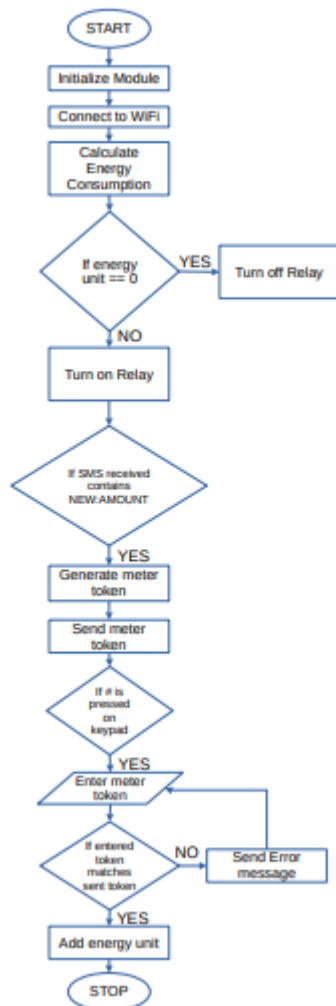 START
Initialize Module
Connect to WiFi
Calculate
Energy
Consumption
If energy
unit == 0
YES
Turn off Relay
NO
Turn on Relay
If SMS received
contains
NEW:AMOUNT
YES
Generate meter
token
Send meter
token
If # is
pressed
on
keypad
YES
Enter meter
token
If entered
token
matches
sent token
NO
Send Error
message
YES
Add energy unit
STOP